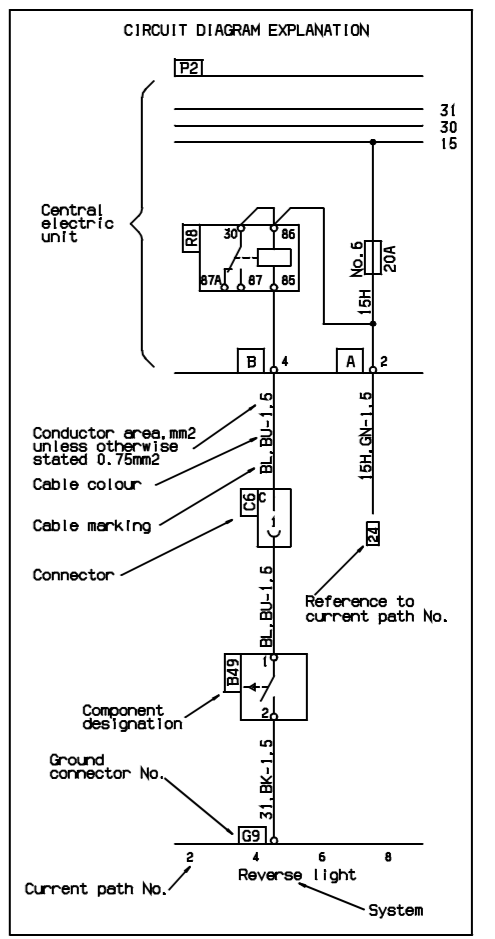 CIRCUIT DIAGRAM EXPLANATION
P2
31
30
15
Central
electric
unit
R8
30
86
87A
87
85
No.6
20A
15H
B
4
A
2
BL,BU-1,5
15H,GN-1,5
Conductor area,mm2
unless otherwise
stated 0.75mm2
Cable colour
Cable marking
Connector
C6
C
1
24
Reference to
current path No.
BL,BU-1,5
B49
1
2
Component
designation
Ground
connector No.
31,BK-1,5
G9
2
4
6
8
Reverse light
Current path No.
System